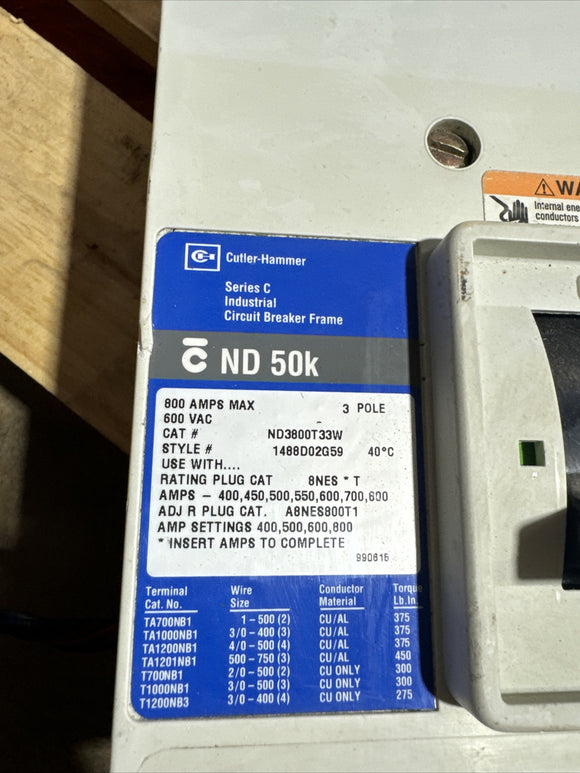 WA
Internal ene
conductors
Cutler-Hammer
Series C
Industrial
Circuit Breaker Frame
C ND 50k
800 AMPS MAX 3 POLE
600 VAC -
CAT # ND3800T33W
STYLE # 1488D02G59 40°C
USE WITH....
RATING PLUG CAT 8NES * T
AMPS - 400,450,500,550,600,700,800
ADJ R PLUG CAT. A8NES800T1
AMP SETTINGS 400,500,600,800
* INSERT AMPS TO COMPLETE
990615
Terminal Wire Conductor Torque
Cat. No. Size Material Lb.In.
TA700NB1 1-500 (2) CU/AL 375
TA1000NB1 3/0-400 (3) CU/AL 375
TA1200NB1 4/0-500 (4) CU/AL 375
TA1201NB1 500-750 (3) CU/AL 450
T700NB1 2/0-500 (2) CU ONLY 300
T1000NB1 3/0-500 (3) CU ONLY 300
T1200NB3 3/0-400 (4) CU ONLY 275